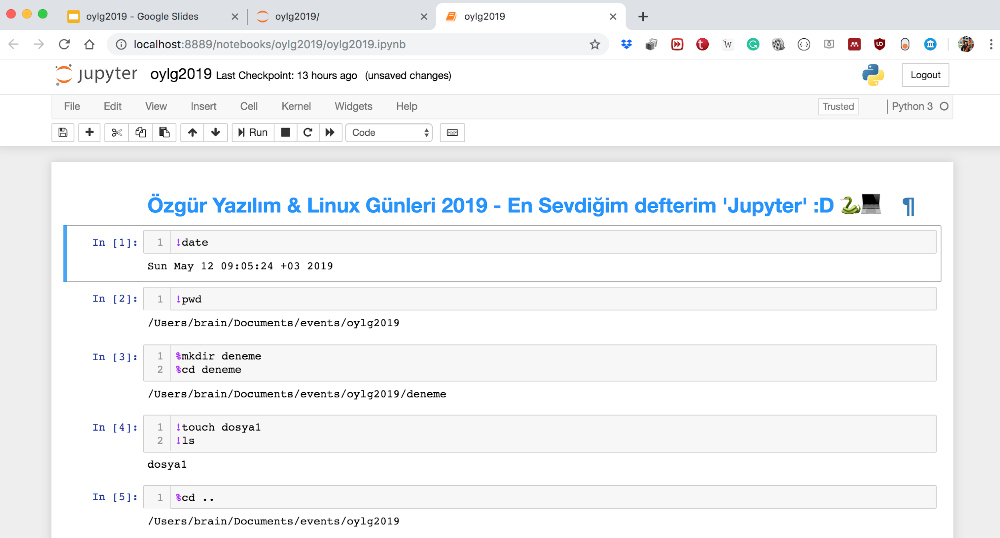 oylg2019 - Google Slides
oylg2019/
oylg2019
localhost:8889/notebooks/oylg2019/oylg2019.ipynb
jupyter oylg2019 Last Checkpoint: 13 hours ago (unsaved changes)
Logout
File Edit View Insert Cell Kernel Widgets Help
Trusted
Python 3
Run
Code
Özgür Yazılım & Linux Günleri 2019 - En Sevdiğim defterim 'Jupyter' :D 🐍💻 ¶
In [1]: 1 !date
Sun May 12 09:05:24 +03 2019
In [2]: 1 !pwd
/Users/brain/Documents/events/oylg2019
In [3]: 1 %mkdir deneme
2 %cd deneme
/Users/brain/Documents/events/oylg2019/deneme
In [4]: 1 !touch dosya1
2 !ls
dosya1
In [5]: 1 %cd ..
/Users/brain/Documents/events/oylg2019